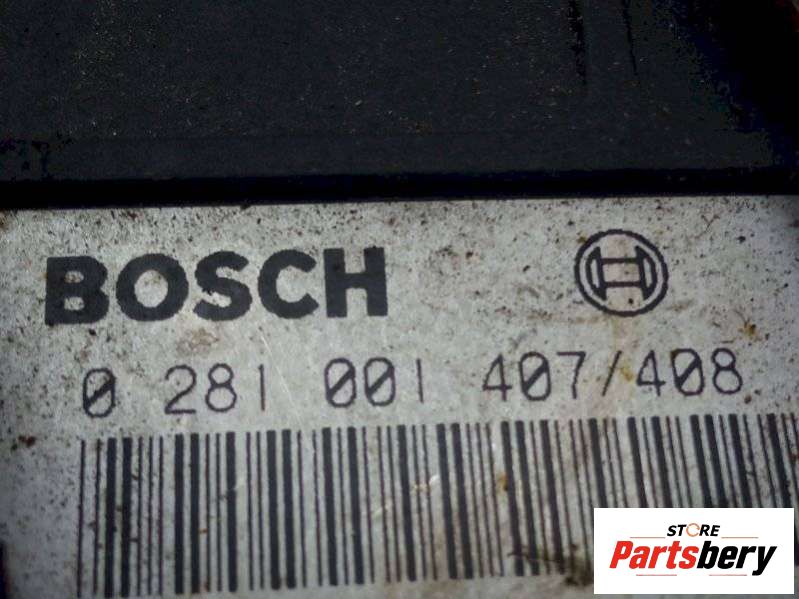 BOSCH
0 281 001 407/408
STORE
Partsbery